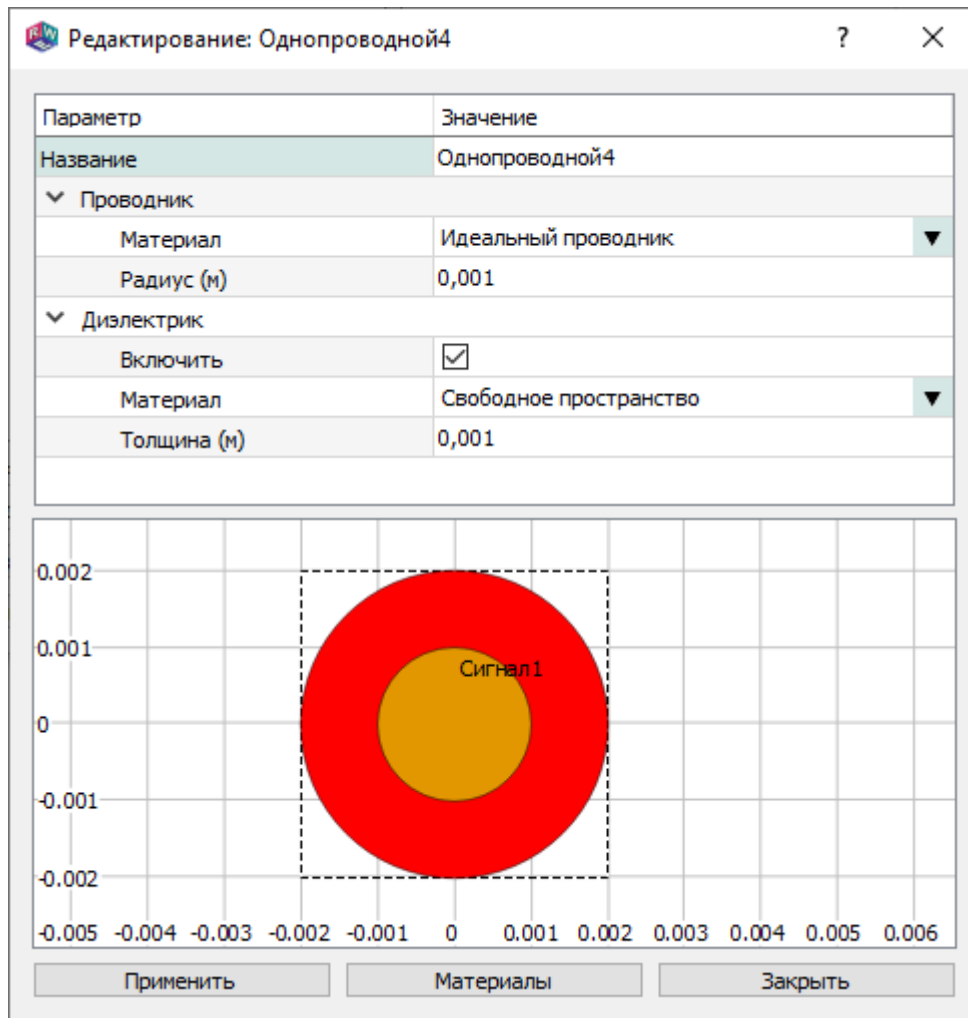 Редактирование: Однопроводной4 ?
Параметр Значение
Название Однопроводной4
Проводник
Материал Идеальный проводник
Радиус (м) 0,001
Диэлектрик
Включить
Материал Свободное пространство
Толщина (м) 0,001
0.002
0.001
Сигнал1
0
-0.001
-0.002
-0.005 -0.004 -0.003 -0.002 -0.001 0 0.001 0.002 0.003 0.004 0.005 0.006
Применить Материалы Закрыть